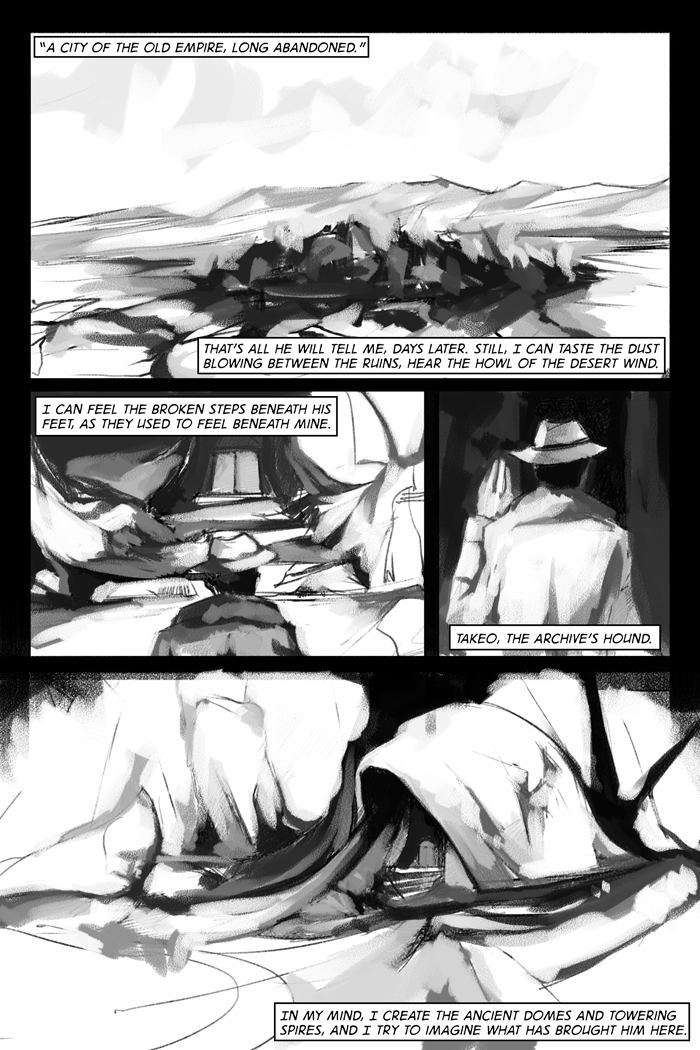 "A CITY OF THE OLD EMPIRE, LONG ABANDONED."
THAT'S ALL HE WILL TELL ME, DAYS LATER. STILL, I CAN TASTE THE DUST
BLOWING BETWEEN THE RUINS, HEAR THE HOWL OF THE DESERT WIND.
I CAN FEEL THE BROKEN STEPS BENEATH HIS
FEET, AS THEY USED TO FEEL BENEATH MINE.
TAKEO, THE ARCHIVE'S HOUND.
IN MY MIND, I CREATE THE ANCIENT DOMES AND TOWERING
SPIRES, AND I TRY TO IMAGINE WHAT HAS BROUGHT HIM HERE.